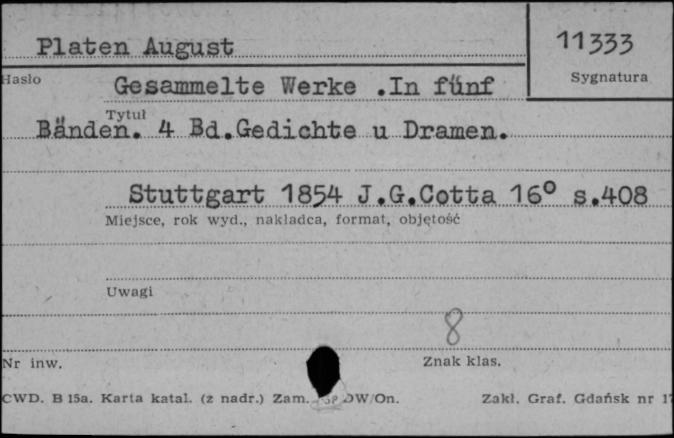 Platen August
11333
Hasło
Sygnatura
Gesammelte Werke .In fünf
Tytuł
Bänden. 4 Bd.Gedichte u Dramen.
Stuttgart 1854 J.G.Cotta 16° s.408
Miejsce, rok wyd., nakładca, format, objętość
Uwagi
8
Nr inw.
Znak klas.
CWD. B 15a. Karta katal. (z nadr.) Zam. DW/On.
Zakł. Graf. Gdańsk nr 17